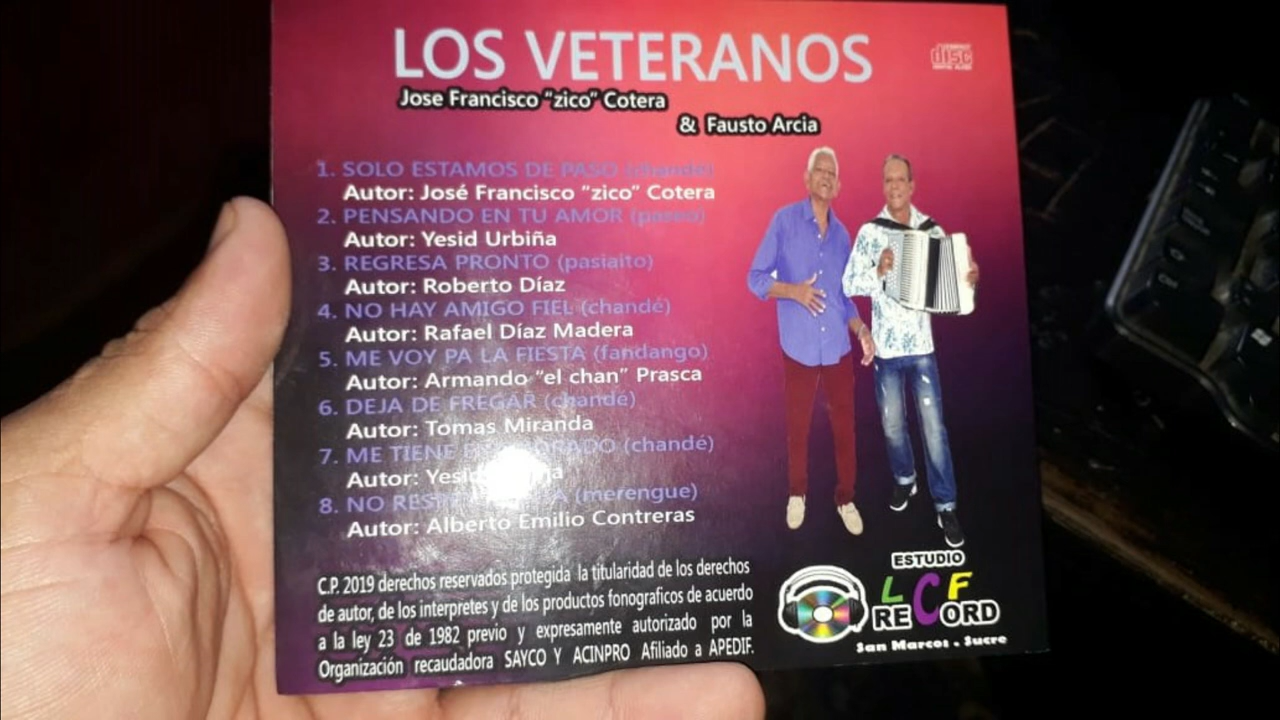 LOS VETERANOS
disc
Jose Francisco "zico" Cotera
& Fausto Arcia
1. SOLO ESTAMOS DE PASO (chandé)
Autor: José Francisco "zico" Cotera
2. PENSANDO EN TU AMOR (paseo)
Autor: Yesid Urbiña
3. REGRESA PRONTO (pasiaito)
Autor: Roberto Díaz
4. NO HAY AMIGO FIEL (chandé)
Autor: Rafael Díaz Madera
5. ME VOY PA LA FIESTA (fandango)
Autor: Armando "el chan" Prasca
6. DEJA DE FREGAR (chandé)
Autor: Tomas Miranda
7. ME TIENE ENAMORADO (chandé)
Autor: Yesid
8. NO (merengue)
Autor: Alberto Emilio Contreras
C.P. 2019 derechos reservados protegida la titularidad de los derechos
de autor, de los interpretes y de los productos fonograficos de acuerdo
a la ley 23 de 1982 previo y expresamente autorizado por la
Organización recaudadora SAYCO Y ACINPRO Afiliado a APEDIF.
ESTUDIO
LCF
RECORD
San Marcos - Sucre